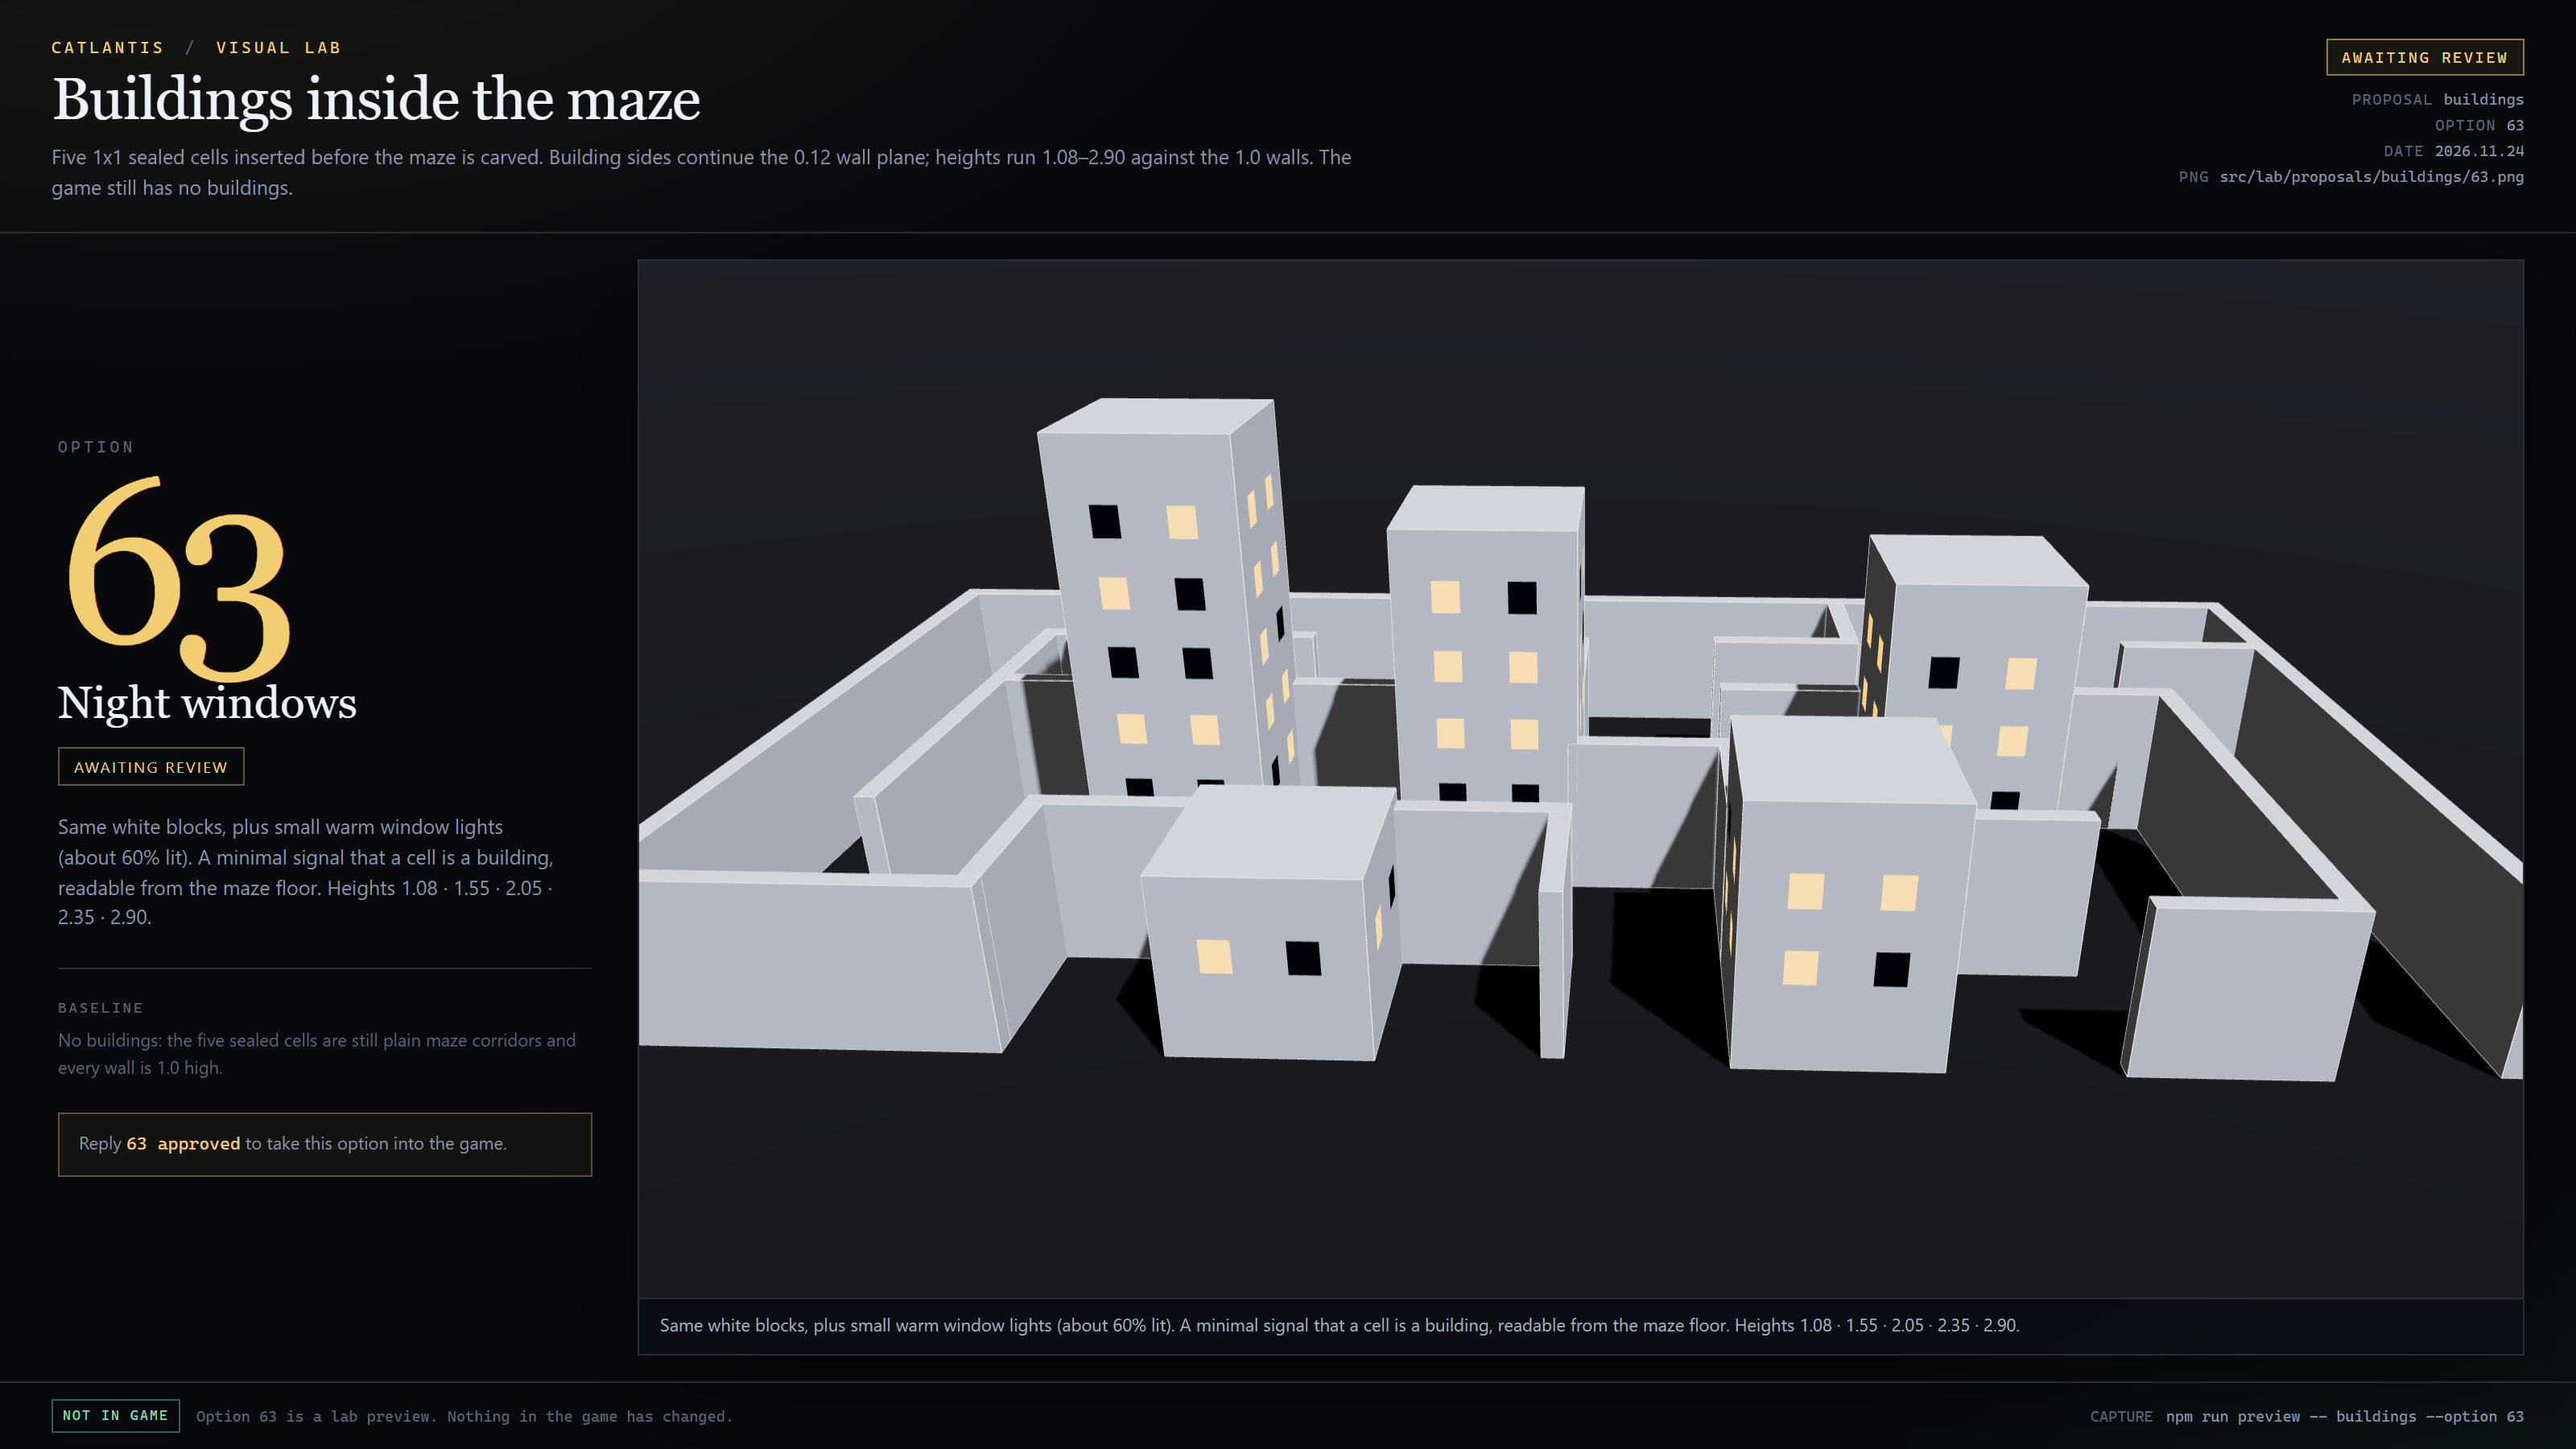 CATLANTIS / VISUAL LAB
Buildings inside the maze
Five 1x1 sealed cells inserted before the maze is carved. Building sides continue the 0.12 wall plane; heights run 1.08–2.90 against the 1.0 walls. The
game still has no buildings.
AWAITING REVIEW
PROPOSAL buildings
OPTION 63
DATE 2026.11.24
PNG src/lab/proposals/buildings/63.png
OPTION
63
Night windows
AWAITING REVIEW
Same white blocks, plus small warm window lights
(about 60% lit). A minimal signal that a cell is a building,
readable from the maze floor. Heights 1.08 · 1.55 · 2.05 ·
2.35 · 2.90.
BASELINE
No buildings: the five sealed cells are still plain maze corridors and
every wall is 1.0 high.
Reply 63 approved to take this option into the game.
Same white blocks, plus small warm window lights (about 60% lit). A minimal signal that a cell is a building, readable from the maze floor. Heights 1.08 · 1.55 · 2.05 · 2.35 · 2.90.
NOT IN GAME Option 63 is a lab preview. Nothing in the game has changed.
CAPTURE npm run preview -- buildings --option 63